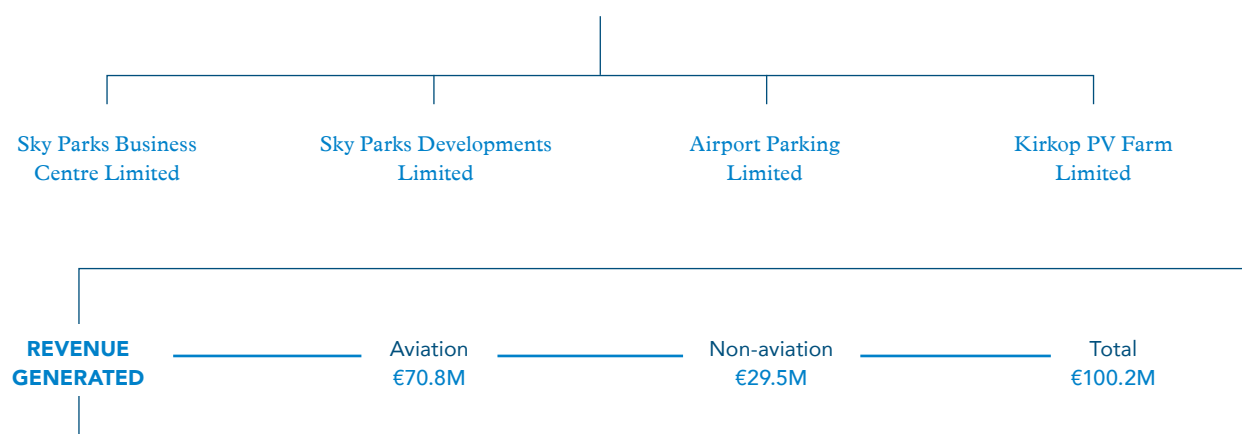 Sky Parks Business
Centre Limited
Sky Parks Developments
Limited
Airport Parking
Limited
Kirkop PV Farm
Limited
REVENUE
GENERATED
Aviation
€70.8M
Non-aviation
€29.5M
Total
€100.2M